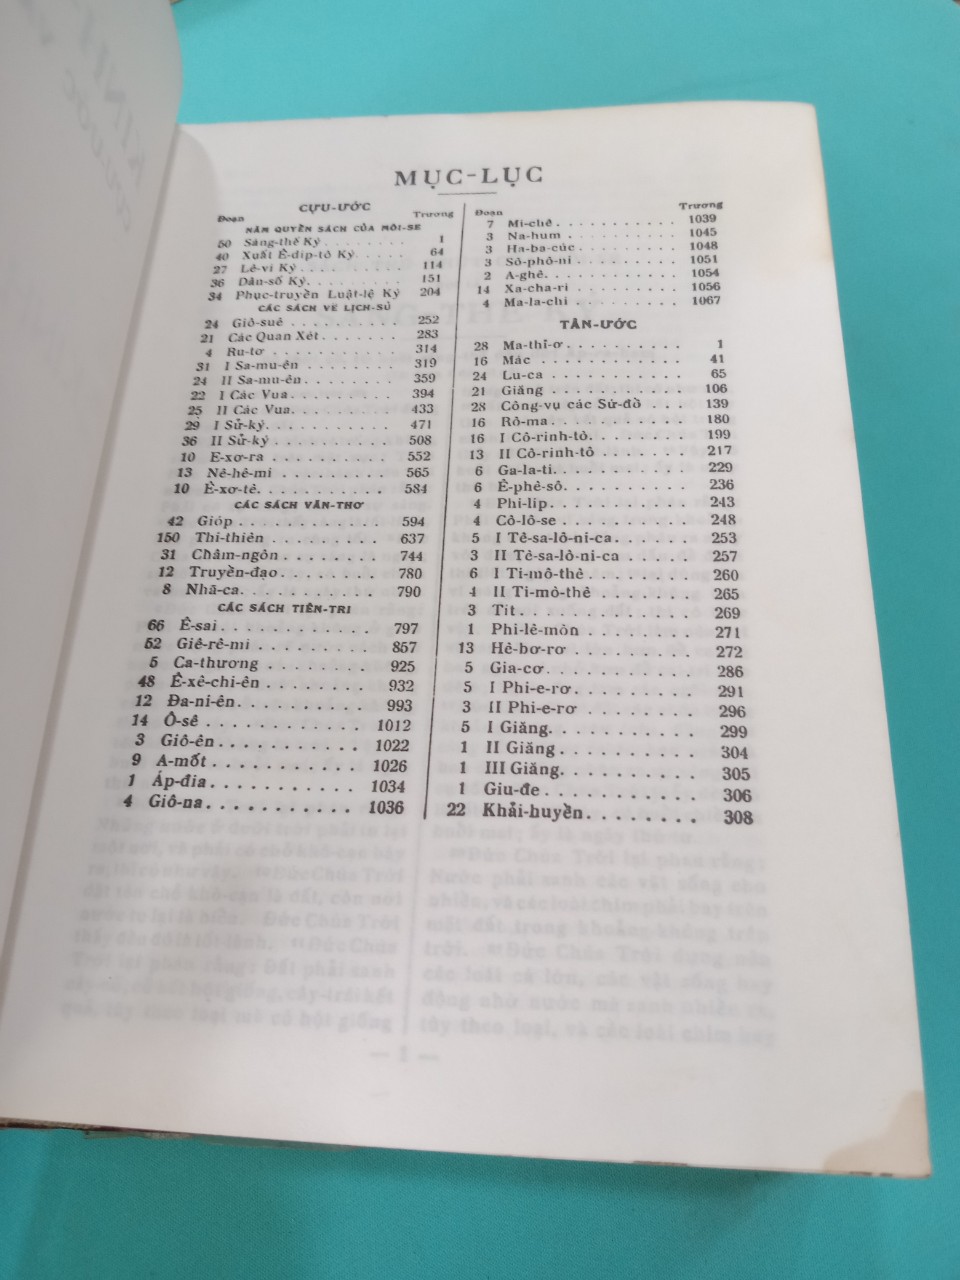 MỤC-LỤC
CỰU-ƯỚC
Đoạn Trương
NĂM QUYỀN SÁCH CỦA MÔI-SE
50 Sáng-thế Ký . . . . . . . . 1
40 Xuất Ê-díp-tô Ký . . . . . 64
27 Lê-vi Ký . . . . . . . . . 114
36 Dân-số Ký . . . . . . . . . 151
34 Phục-truyền Luật-lệ Ký 204
CÁC SÁCH VỀ LỊCH-SỬ
24 Giô-suê . . . . . . . . . . 252
21 Các Quan Xét . . . . . . . 283
4 Ru-tơ . . . . . . . . . . . 314
31 I Sa-mu-ên . . . . . . . . 319
24 II Sa-mu-ên . . . . . . . . 359
22 I Các Vua . . . . . . . . . 394
25 II Các Vua . . . . . . . . 433
29 I Sử-ký . . . . . . . . . . 471
36 II Sử-ký . . . . . . . . . 508
10 E-xơ-ra . . . . . . . . . . 552
13 Nê-hê-mi . . . . . . . . . 565
10 Ê-xơ-tê . . . . . . . . . . 584
CÁC SÁCH VĂN-THƠ
42 Gióp . . . . . . . . . . . 594
150 Thi-thiên . . . . . . . . . 637
31 Châm-ngôn . . . . . . . . 744
12 Truyền-đạo . . . . . . . . 780
8 Nhã-ca . . . . . . . . . . 790
CÁC SÁCH TIÊN-TRI
66 Ê-sai . . . . . . . . . . . 797
52 Giê-rê-mi . . . . . . . . . 857
5 Ca-thương . . . . . . . . . 925
48 Ê-xê-chi-ên . . . . . . . . 932
12 Đa-ni-ên . . . . . . . . . . 993
14 Ô-sê . . . . . . . . . . . 1012
3 Giô-ên . . . . . . . . . . . 1022
9 A-mốt . . . . . . . . . . . 1026
1 Áp-đia . . . . . . . . . . . 1034
4 Giô-na . . . . . . . . . . . 1036
Đoạn Trương
7 Mi-chê . . . . . . . . . . 1039
3 Na-hum . . . . . . . . . . 1045
3 Ha-ba-cúc . . . . . . . . . 1048
3 Sô-phô-ni . . . . . . . . . 1051
2 A-ghê . . . . . . . . . . . 1054
14 Xa-cha-ri . . . . . . . . . 1056
4 Ma-la-chi . . . . . . . . . 1067
TÂN-ƯỚC
28 Ma-thi-ơ . . . . . . . . . 1
16 Mác . . . . . . . . . . . . 41
24 Lu-ca . . . . . . . . . . . 65
21 Giăng . . . . . . . . . . . 106
28 Công-vụ các Sứ-đồ . . . 139
16 Rô-ma . . . . . . . . . . . 180
16 I Cô-rinh-tô . . . . . . . . 199
13 II Cô-rinh-tô . . . . . . . 217
6 Ga-la-ti . . . . . . . . . . 229
6 Ê-phê-sô . . . . . . . . . . 236
4 Phi-líp . . . . . . . . . . . 243
4 Cô-lô-se . . . . . . . . . . 248
5 I Tê-sa-lô-ni-ca . . . . . . 253
3 II Tê-sa-lô-ni-ca . . . . . 257
6 I Ti-mô-thê . . . . . . . . 260
4 II Ti-mô-thê . . . . . . . . 265
3 Tít . . . . . . . . . . . . . 269
1 Phi-lê-môn . . . . . . . . . 271
13 Hê-bơ-rơ . . . . . . . . . . 272
5 Gia-cơ . . . . . . . . . . . 286
5 I Phi-e-rơ . . . . . . . . . 291
3 II Phi-e-rơ . . . . . . . . 296
5 I Giăng . . . . . . . . . . 299
1 II Giăng . . . . . . . . . . 304
1 III Giăng . . . . . . . . . 305
1 Giu-đe . . . . . . . . . . . 306
22 Khải-huyền . . . . . . . . 308